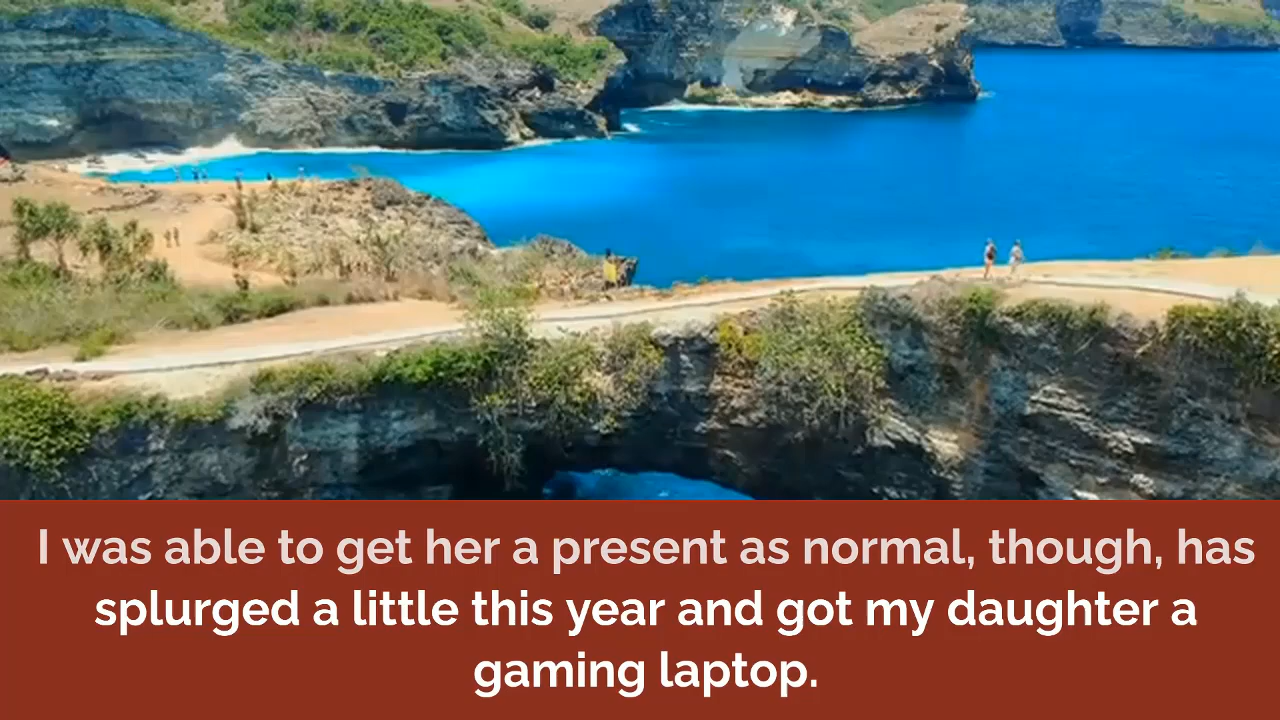 I was able to get her a present as normal, though, has
splurged a little this year and got my daughter a
gaming laptop.